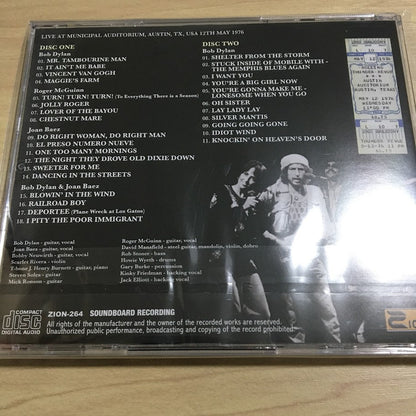 LIVE AT MUNICIPAL AUDITORIUM, AUSTIN, TX, USA 12TH MAY 1976
DISC ONE
Bob Dylan
01. MR. TAMBOURINE MAN
02. IT AIN'T ME BABE
03. VINCENT VAN GOGH
04. MAGGIE'S FARM
Roger McGuinn
05. TURN! TURN! TURN! (To Everything There is a Season)
06. JOLLY ROGER
07. LOVER OF THE BAYOU
08. CHESTNUT MARE
Joan Baez
09. DO RIGHT WOMAN, DO RIGHT MAN
10. EL PRESO NUMERO NUEVE
11. ONE TOO MANY MORNINGS
12. THE NIGHT THEY DROVE OLD DIXIE DOWN
13. SWEETER FOR ME
14. DANCING IN THE STREETS
Bob Dylan & Joan Baez
15. BLOWIN' IN THE WIND
16. RAILROAD BOY
17. DEPORTEE (Plane Wreck at Los Gatos)
18. I PITY THE POOR IMMIGRANT
DISC TWO
Bob Dylan
01. SHELTER FROM THE STORM
02. STUCK INSIDE OF MOBILE WITH -
THE MEMPHIS BLUES AGAIN
03. I WANT YOU
04. YOU'RE A BIG GIRL NOW
05. YOU'RE GONNA MAKE ME -
LONESOME WHEN YOU GO
06. OH SISTER
07. LAY LADY LAY
08. SILVER MANTIS
09. GOING GOING GONE
10. IDIOT WIND
11. KNOCKIN' ON HEAVEN'S DOOR
Bob Dylan - guitar, vocal
Joan Baez - guitar, vocal
Bobby Neuwirth - guitar, vocal
Scarlet Rivera - violin
T-bone J. Henry Burnett - guitar, piano
Steven Soles - guitar
Mick Ronson - guitar
Roger McGuinn - guitar, vocal
David Mansfield - steel guitar, mandolin, violin, dobro
Rob Stoner - bass
Howie Wyeth - drums
Gary Burke - percussion
Kinky Friedman - backing vocal
Jack Elliott - backing vocal
COMPACT
disc
DIGITAL AUDIO
ZION-264 SOUNDBOARD RECORDING
All rights of the manufacturer and the owner of the recorded works are reserved.
Unauthorized public performance, broadcasting and copying of the record prohibited.